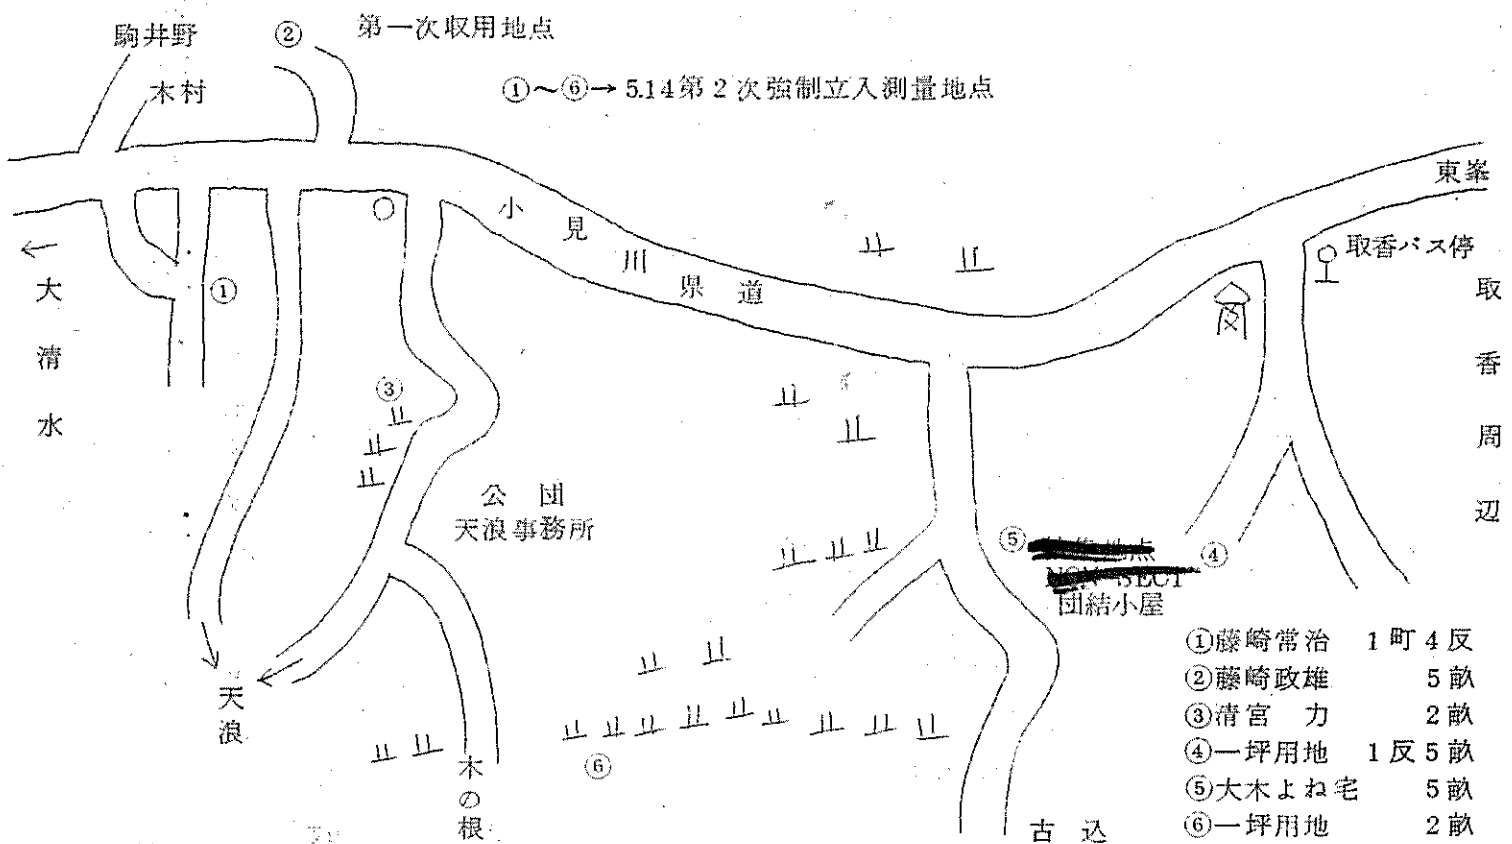 駒井野
② 第一次収用地点
木村
①～⑥→ 5.14第2次強制立入測量地点
東峯
小見川県道
取香バス停
←
大清水
①
取香周辺
③
公団
天浪事務所
⑤
地点
④
NON SECT
団結小屋
天浪
⑥
木の根
古込
①藤崎常治 1町4反
②藤崎政雄 5畝
③清宮 力 2畝
④一坪用地 1反5畝
⑤大木よね宅 5畝
⑥一坪用地 2畝